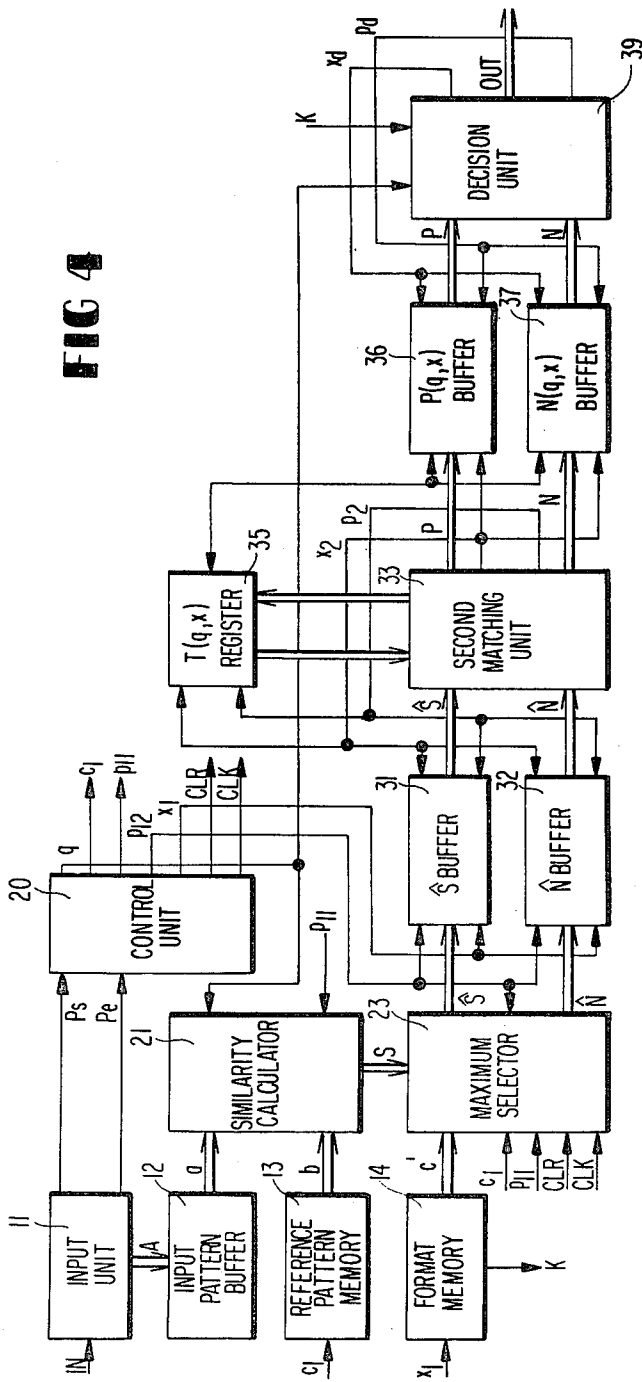 FIG 4
11
INPUT
UNIT
IN
Ps
Pe
A
20
CONTROL
UNIT
q
c1
p11
p12
x1
CLR
CLK
12
INPUT
PATTERN
BUFFER
a
21
SIMILARITY
CALCULATOR
p11
13
REFERENCE
PATTERN
MEMORY
b
c1
S
14
FORMAT
MEMORY
c'
x1
K
23
MAXIMUM
SELECTOR
c1
P11
CLR
CLK
Ŝ
N̂
31
Ŝ BUFFER
32
N̂ BUFFER
Ŝ
N̂
35
T(q,x)
REGISTER
x2
p2
33
SECOND
MATCHING
UNIT
P
N
36
P(q,x)
BUFFER
37
N(q,x)
BUFFER
P
N
K
xd
pd
DECISION
UNIT
OUT
39